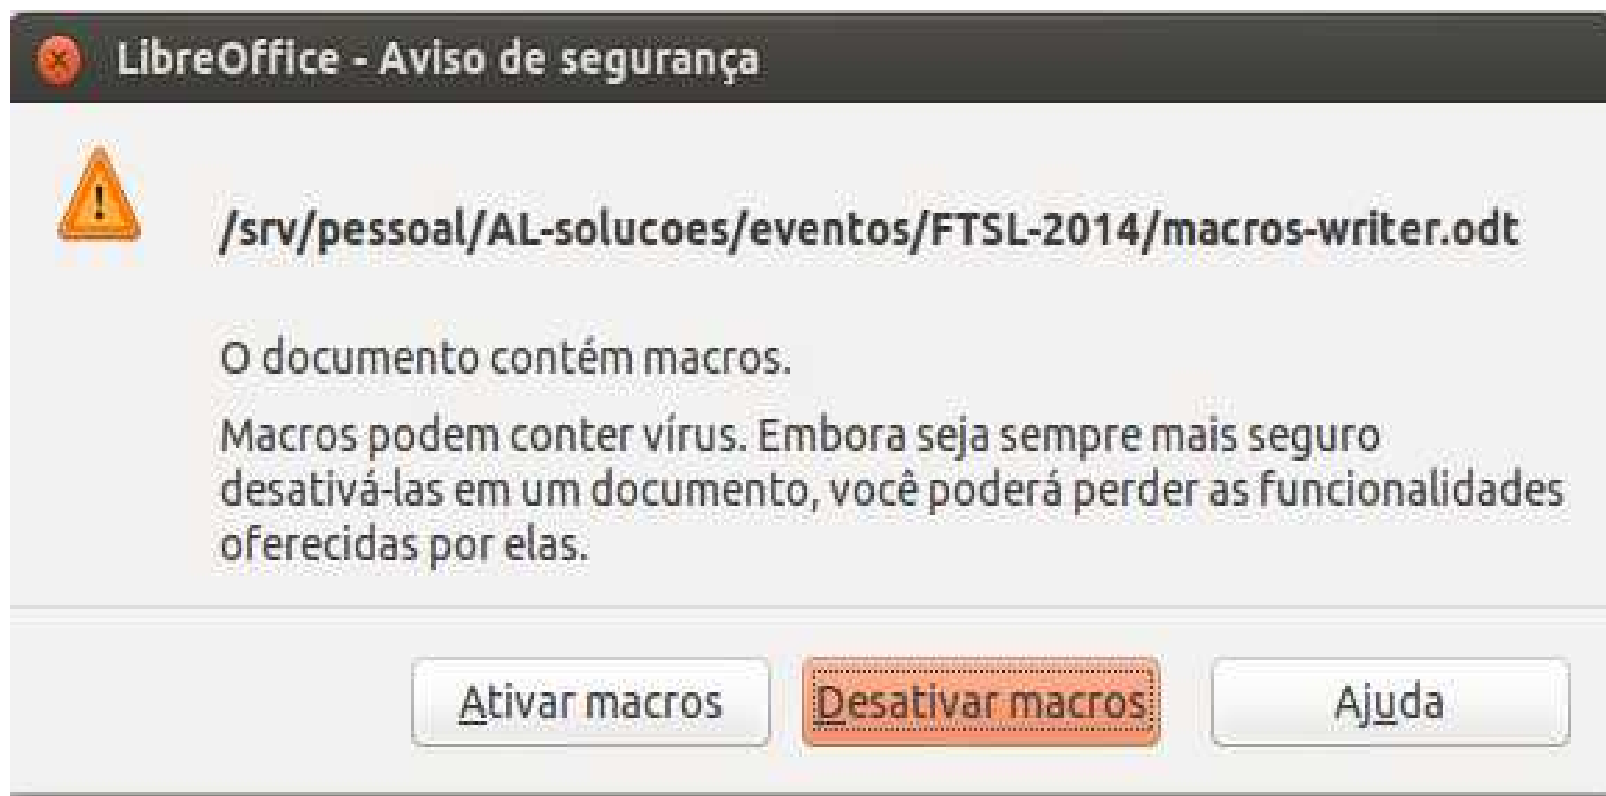 LibreOffice - Aviso de segurança
/srv/pessoal/AL-solucoes/eventos/FTSL-2014/macros-writer.odt
O documento contém macros.
Macros podem conter vírus. Embora seja sempre mais seguro
desativá-las em um documento, você poderá perder as funcionalidades
oferecidas por elas.
Ativar macros Desativar macros Ajuda